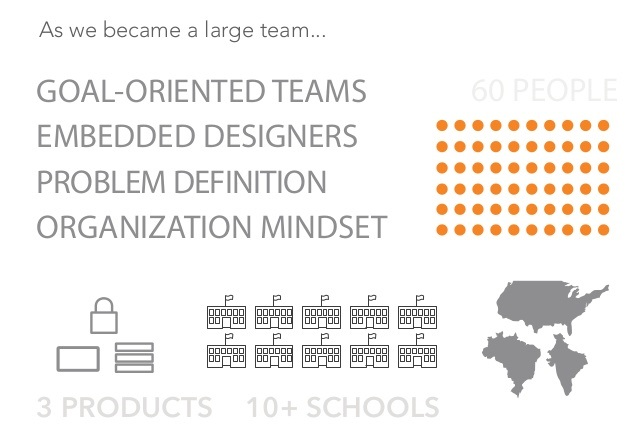 As we became a large team...
GOAL-ORIENTED TEAMS
60 PEOPLE
EMBEDDED DESIGNERS
PROBLEM DEFINITION
ORGANIZATION MINDSET
3 PRODUCTS
10+ SCHOOLS